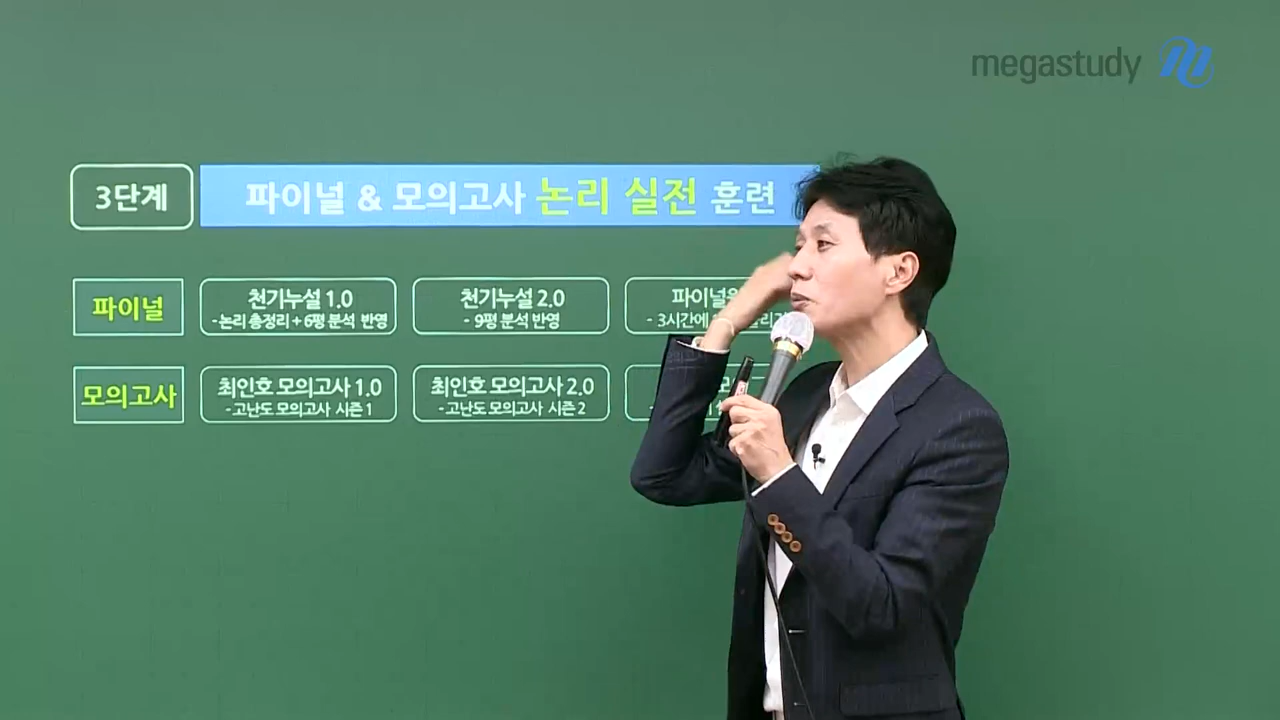 megastudy
3단계
파이널 & 모의고사 논리 실전 훈련
파이널
천기누설 1.0
-논리 총정리 + 6평 분석 반영
천기누설 2.0
- 9평 분석 반영
- 3시간에
모의고사
최인호 모의고사 1.0
-고난도 모의고사 시즌 1
최인호 모의고사 2.0
-고난도 모의고사 시즌 2